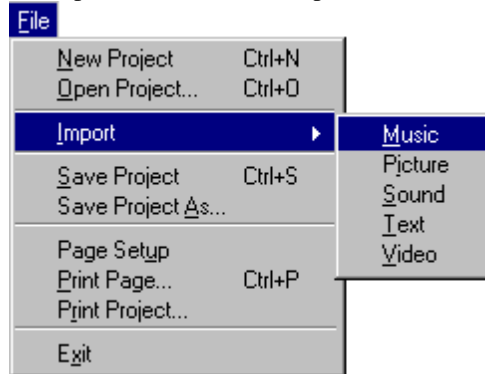 File
New Project Ctrl+N
Open Project... Ctrl+O
Import
Music
Picture
Sound
Text
Video
Save Project Ctrl+S
Save Project As...
Page Setup
Print Page... Ctrl+P
Print Project...
Exit